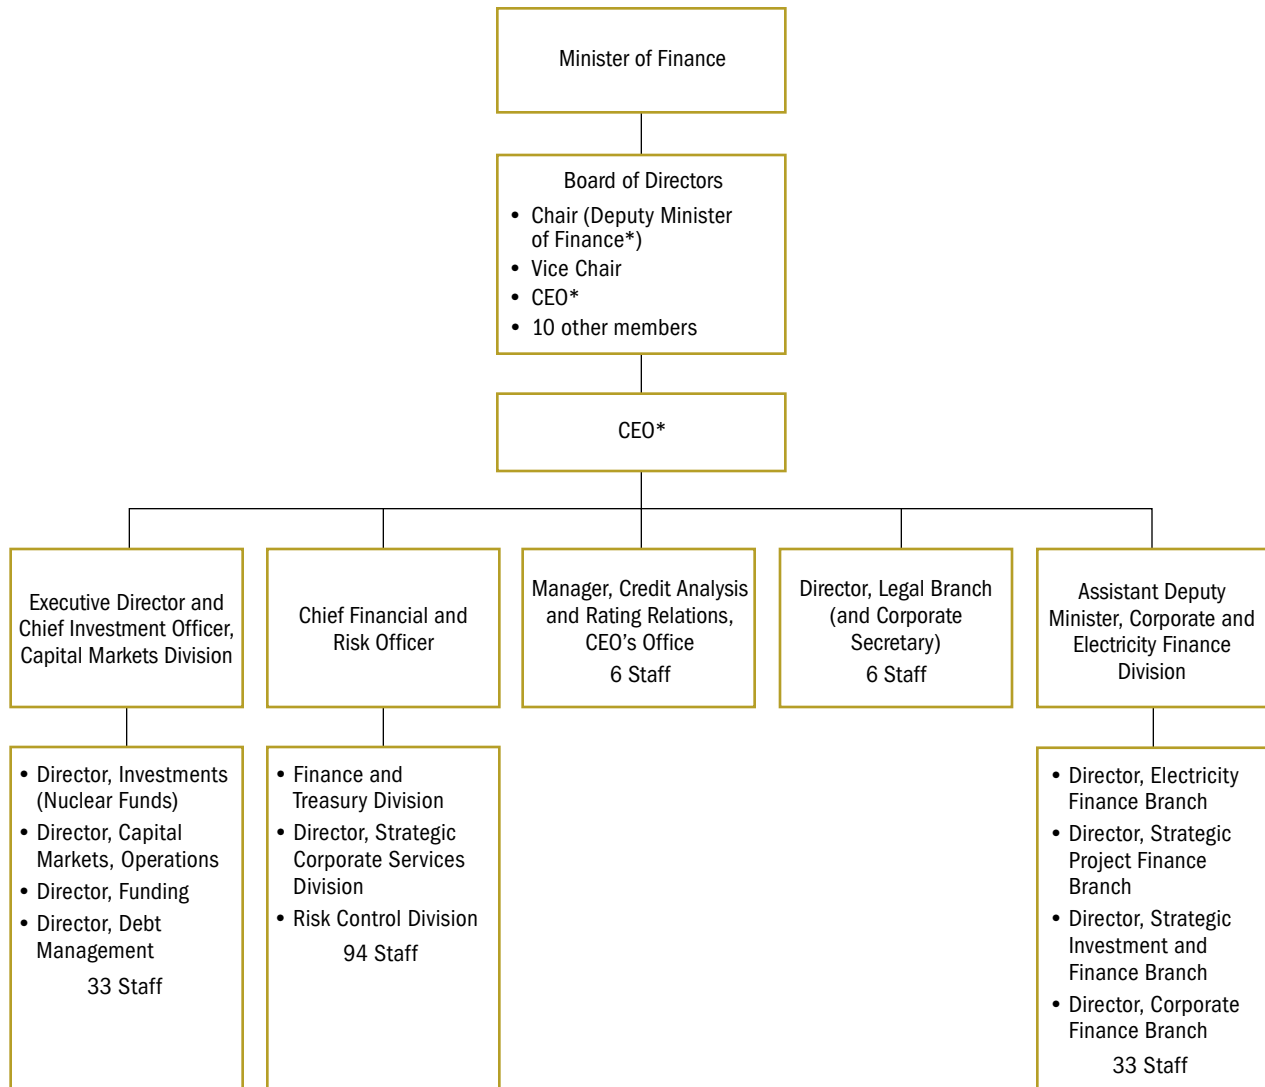 Minister of Finance
Board of Directors
• Chair (Deputy Minister
of Finance*)
• Vice Chair
• CEO*
• 10 other members
CEO*
Executive Director and
Chief Investment Officer,
Capital Markets Division
Chief Financial and
Risk Officer
Manager, Credit Analysis
and Rating Relations,
CEO’s Office
6 Staff
Director, Legal Branch
(and Corporate
Secretary)
6 Staff
Assistant Deputy
Minister, Corporate and
Electricity Finance
Division
• Director, Investments
(Nuclear Funds)
• Director, Capital
Markets, Operations
• Director, Funding
• Director, Debt
Management
33 Staff
• Finance and
Treasury Division
• Director, Strategic
Corporate Services
Division
• Risk Control Division
94 Staff
• Director, Electricity
Finance Branch
• Director, Strategic
Project Finance
Branch
• Director, Strategic
Investment and
Finance Branch
• Director, Corporate
Finance Branch
33 Staff